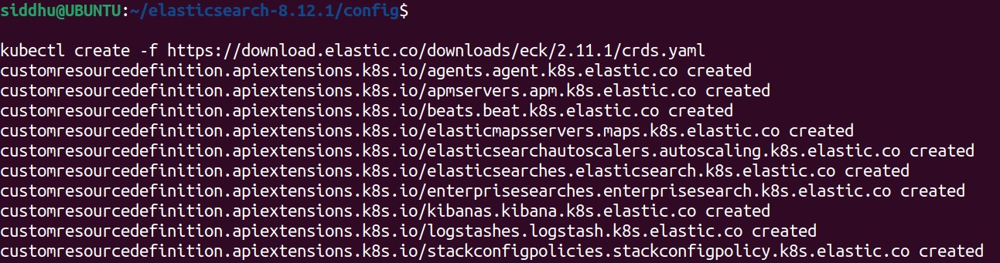 siddhu@UBUNTU:~/elasticsearch-8.12.1/config$
kubectl create -f https://download.elastic.co/downloads/eck/2.11.1/crds.yaml
customresourcedefinition.apiextensions.k8s.io/agents.agent.k8s.elastic.co created
customresourcedefinition.apiextensions.k8s.io/apmservers.apm.k8s.elastic.co created
customresourcedefinition.apiextensions.k8s.io/beats.beat.k8s.elastic.co created
customresourcedefinition.apiextensions.k8s.io/elasticmapsservers.maps.k8s.elastic.co created
customresourcedefinition.apiextensions.k8s.io/elasticsearchautoscalers.autoscaling.k8s.elastic.co created
customresourcedefinition.apiextensions.k8s.io/elasticsearches.elasticsearch.k8s.elastic.co created
customresourcedefinition.apiextensions.k8s.io/enterprisesearches.enterprisesearch.k8s.elastic.co created
customresourcedefinition.apiextensions.k8s.io/kibanas.kibana.k8s.elastic.co created
customresourcedefinition.apiextensions.k8s.io/logstashes.logstash.k8s.elastic.co created
customresourcedefinition.apiextensions.k8s.io/stackconfigpolicies.stackconfigpolicy.k8s.elastic.co created